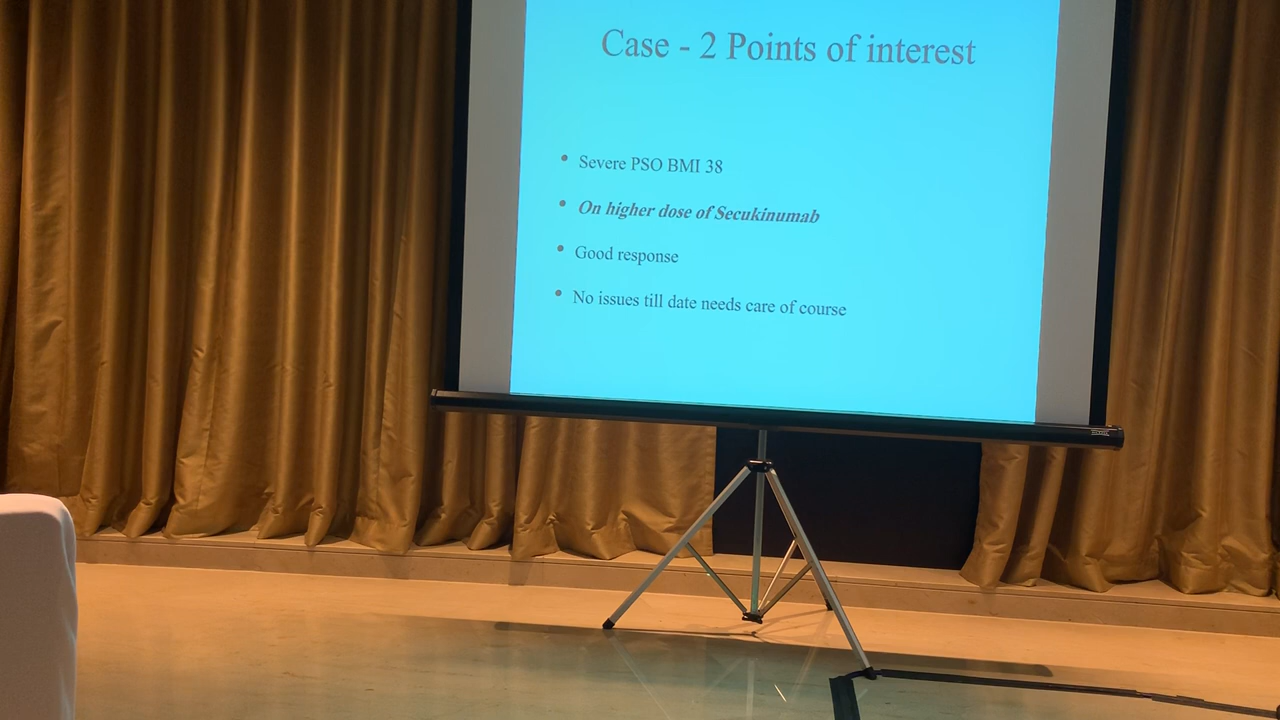 Case - 2 Points of interest
Severe PSO BMI 38
On higher dose of Secukinumab
Good response
No issues till date needs care of course